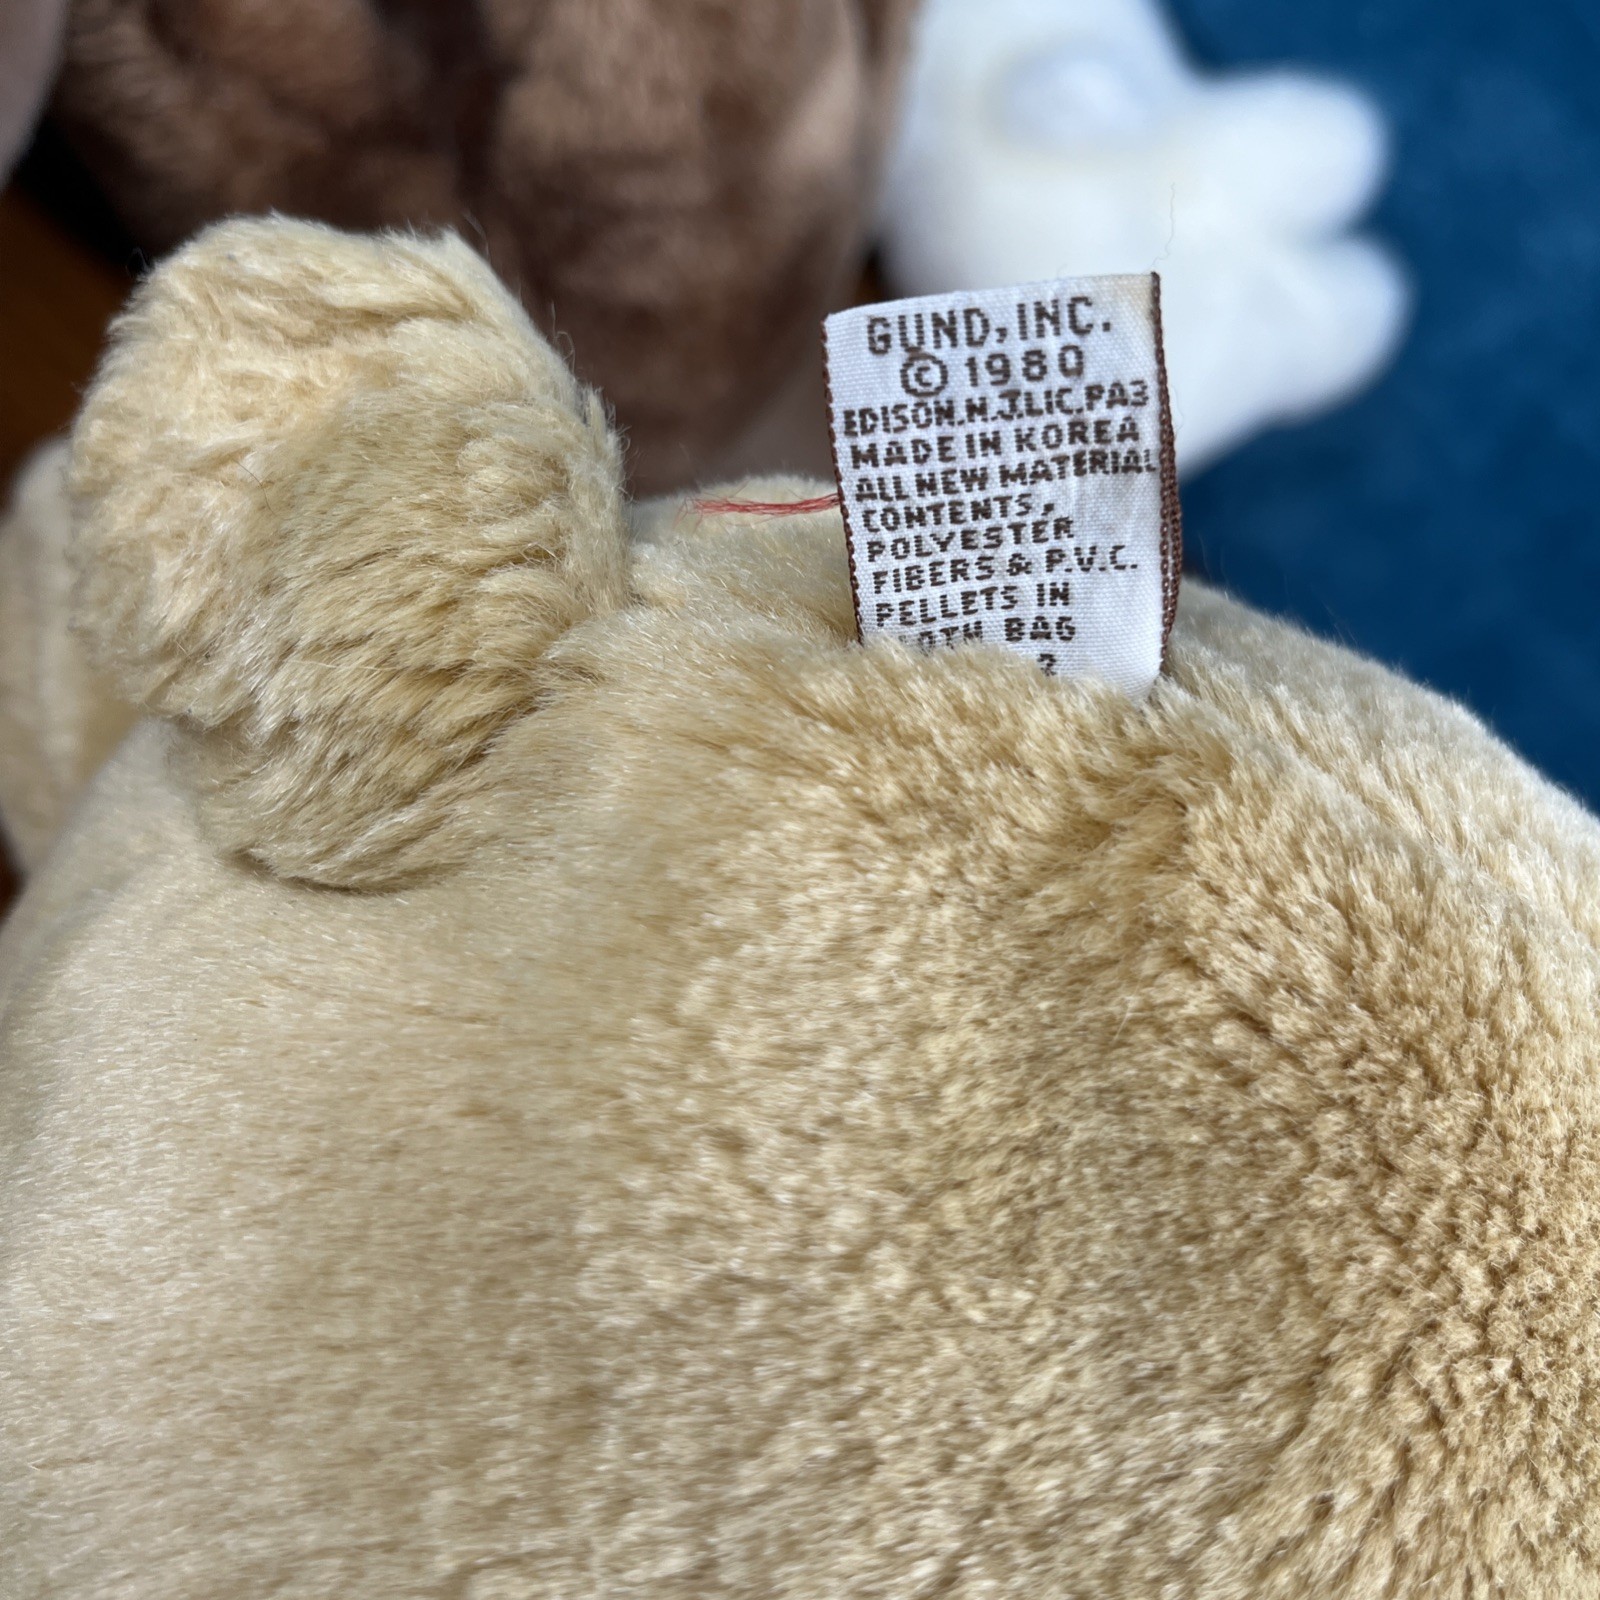 GUND, INC.
© 1980
EDISON.N.J.LIC.PA3
MADE IN KOREA
ALL NEW MATERIAL
CONTENTS,
POLYESTER
FIBERS & P.V.C.
PELLETS IN
BAG